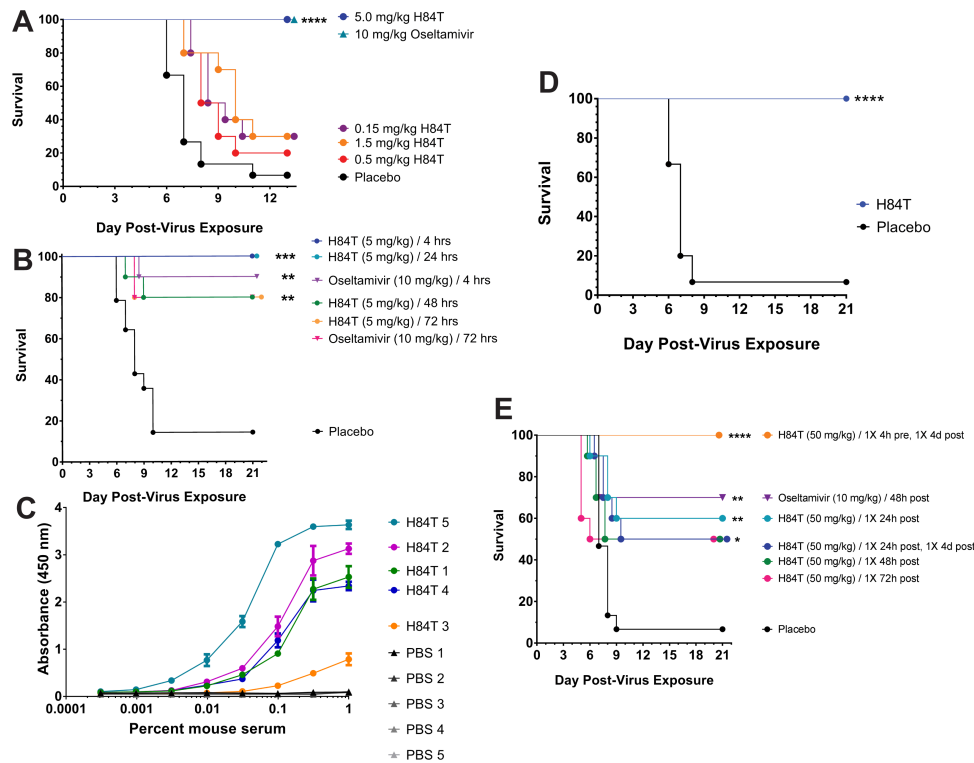 A
100
80
60
40
20
0
Survival
0
3
6
9
12
Day Post-Virus Exposure
5.0 mg/kg H84T
****
10 mg/kg Oseltamivir
0.15 mg/kg H84T
1.5 mg/kg H84T
0.5 mg/kg H84T
Placebo
B
100
80
60
40
20
Survival
0
3
6
9
12
15
18
21
Day Post-Virus Exposure
H84T (5 mg/kg) / 4 hrs
***
H84T (5 mg/kg) / 24 hrs
Oseltamivir (10 mg/kg) / 4 hrs
**
H84T (5 mg/kg) / 48 hrs
**
H84T (5 mg/kg) / 72 hrs
Oseltamivir (10 mg/kg) / 72 hrs
Placebo
C
4
3
2
1
0
Absorbance (450 nm)
0.0001
0.001
0.01
0.1
1
Percent mouse serum
H84T 5
H84T 2
H84T 1
H84T 4
H84T 3
PBS 1
PBS 2
PBS 3
PBS 4
PBS 5
D
100
80
60
40
20
0
Survival
0
3
6
9
12
15
18
21
Day Post-Virus Exposure
****
H84T
Placebo
E
100
80
60
40
20
0
Survival
0
3
6
9
12
15
18
21
Day Post-Virus Exposure
**** H84T (50 mg/kg) / 1X 4h pre, 1X 4d post
** Oseltamivir (10 mg/kg) / 48h post
** H84T (50 mg/kg) / 1X 24h post
* H84T (50 mg/kg) / 1X 24h post, 1X 4d post
H84T (50 mg/kg) / 1X 48h post
H84T (50 mg/kg) / 1X 72h post
Placebo